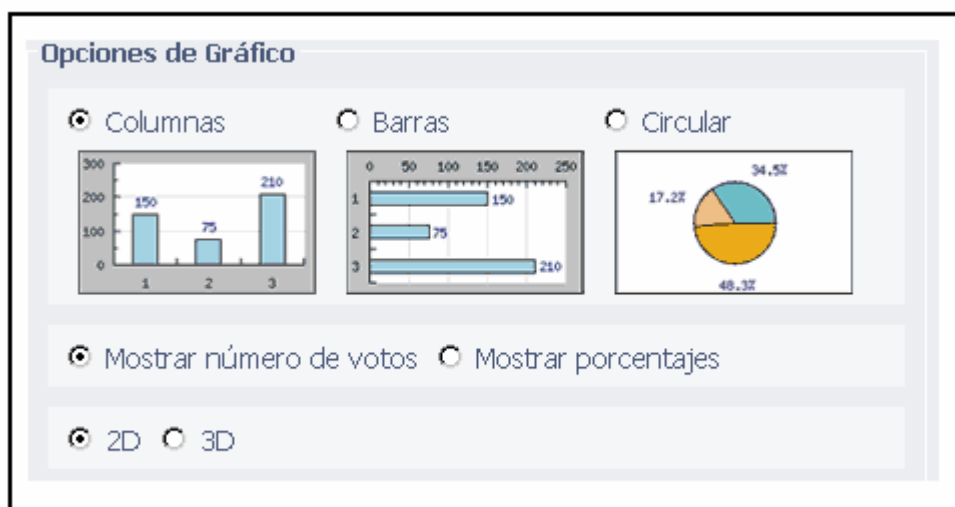 Opciones de Gráfico
Columnas
Barras
Circular
300
200
100
0
150
75
210
1
2
3
0 50 100 150 200 250
1
2
3
150
75
210
34.5%
17.2%
48.3%
Mostrar número de votos
Mostrar porcentajes
2D
3D